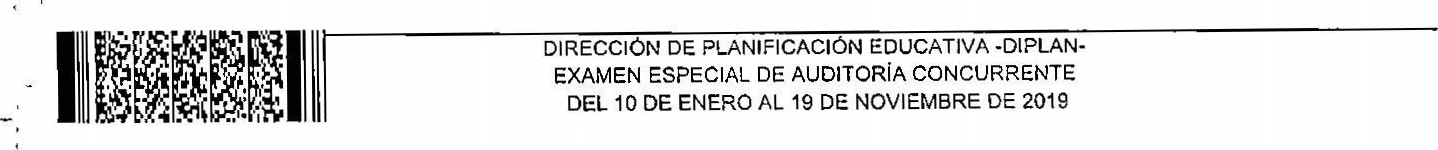 DIRECCIÓN DE PLANIFICACIÓN EDUCATIVA -DIPLAN-
EXAMEN ESPECIAL DE AUDITORÍA CONCURRENTE
DEL 10 DE ENERO AL 19 DE NOVIEMBRE DE 2019